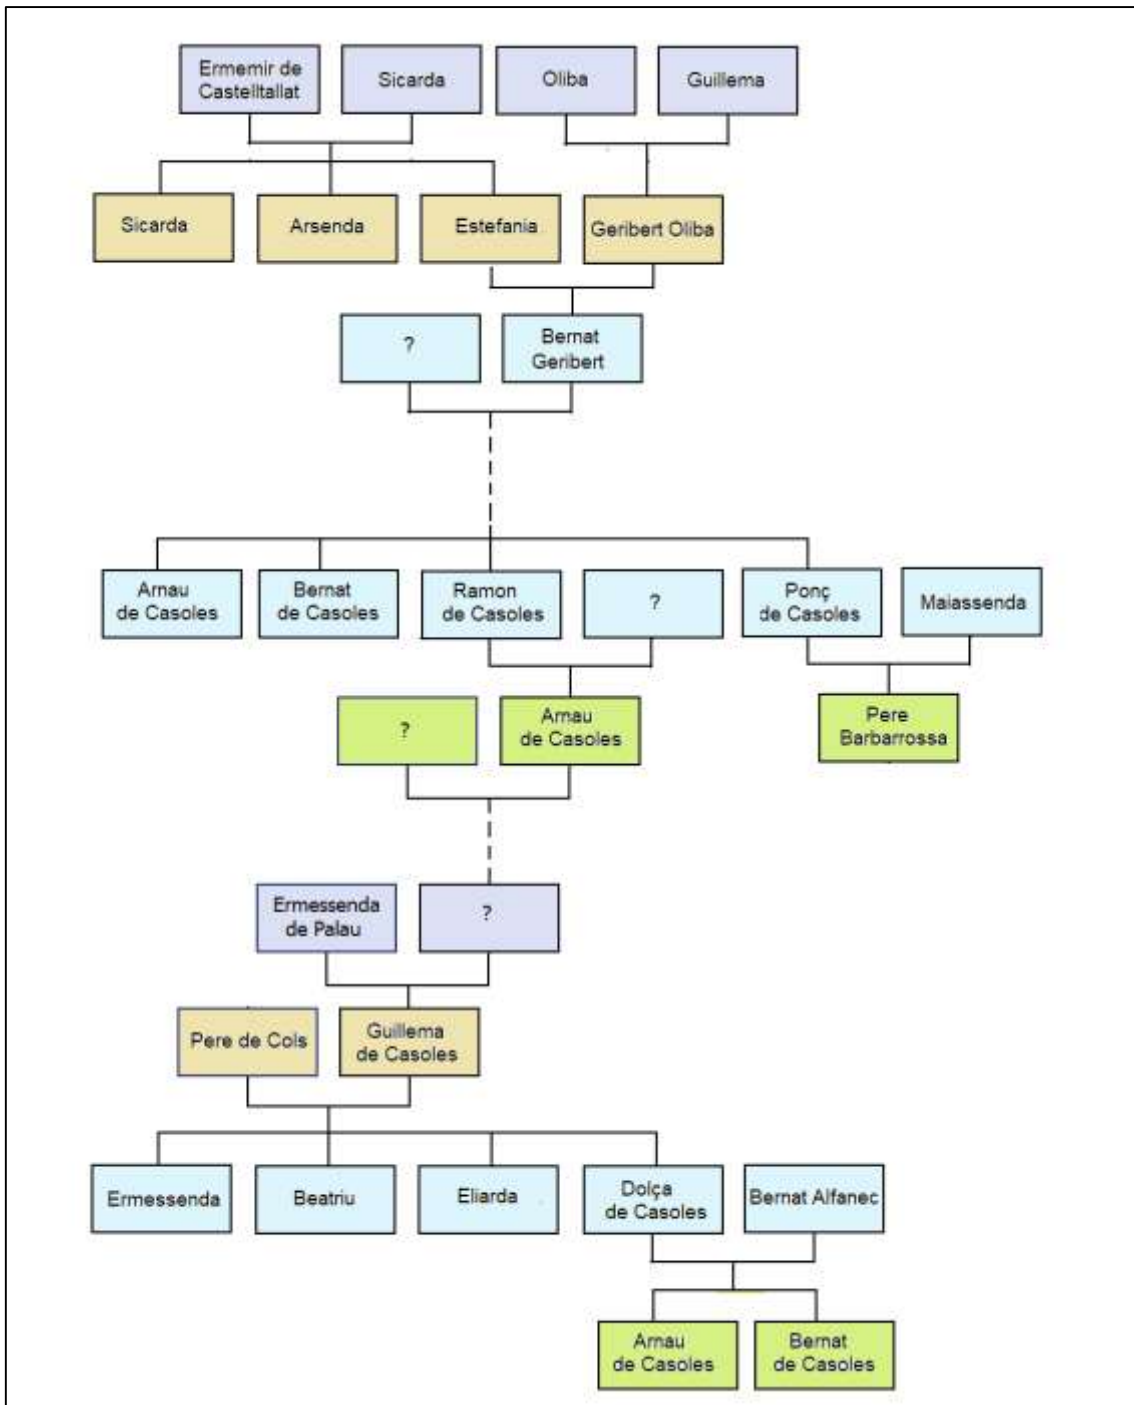 Ermemir de
Castelltallat
Sicarda
Oliba
Guillema
Sicarda
Arsenda
Estefania
Geribert Oliba
?
Bernat
Geribert
Arnau
de Casoles
Bernat
de Casoles
Ramon
de Casoles
?
Ponç
de Casoles
Maiassenda
?
Arnau
de Casoles
Pere
Barbarrossa
Ermessenda
de Palau
?
Pere de Cols
Guillema
de Casoles
Ermessenda
Beatriu
Eliarda
Dolça
de Casoles
Bernat Alfanec
Arnau
de Casoles
Bernat
de Casoles